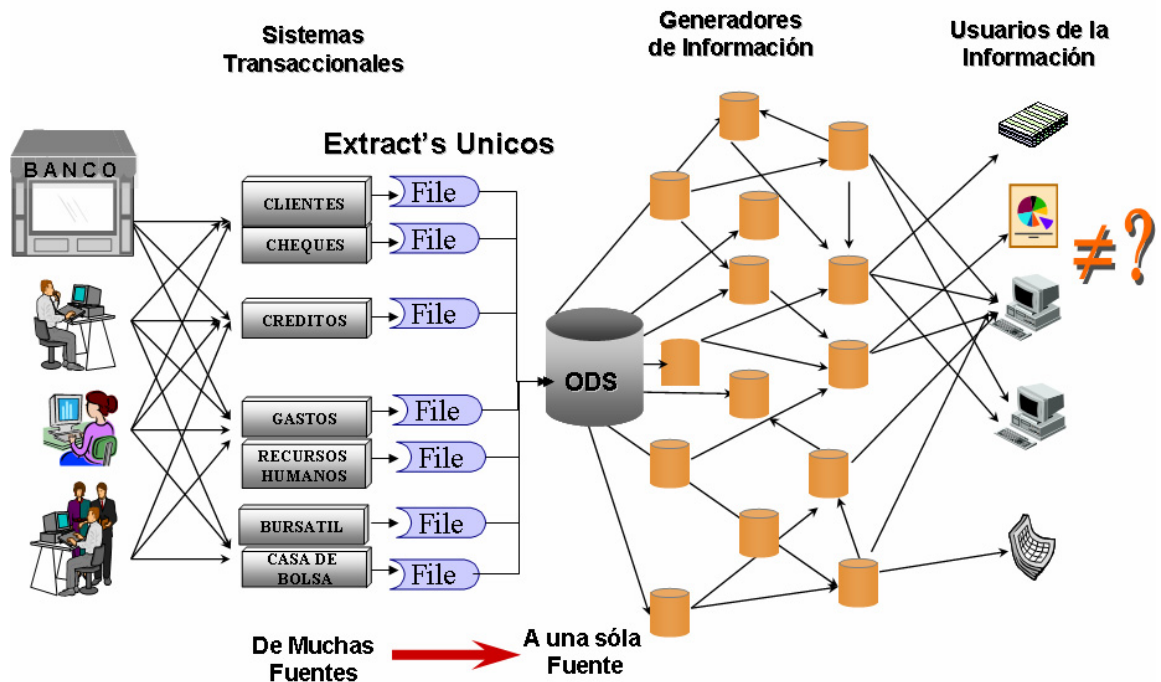 Sistemas
Transaccionales
Generadores
de Información
Usuarios de la
Información
Extract's Unicos
BANCO
CLIENTES
File
CHEQUES
File
CREDITOS
File
GASTOS
File
RECURSOS
HUMANOS
File
BURSATIL
File
CASA DE
BOLSA
File
ODS
≠?
De Muchas
Fuentes
A una sóla
Fuente